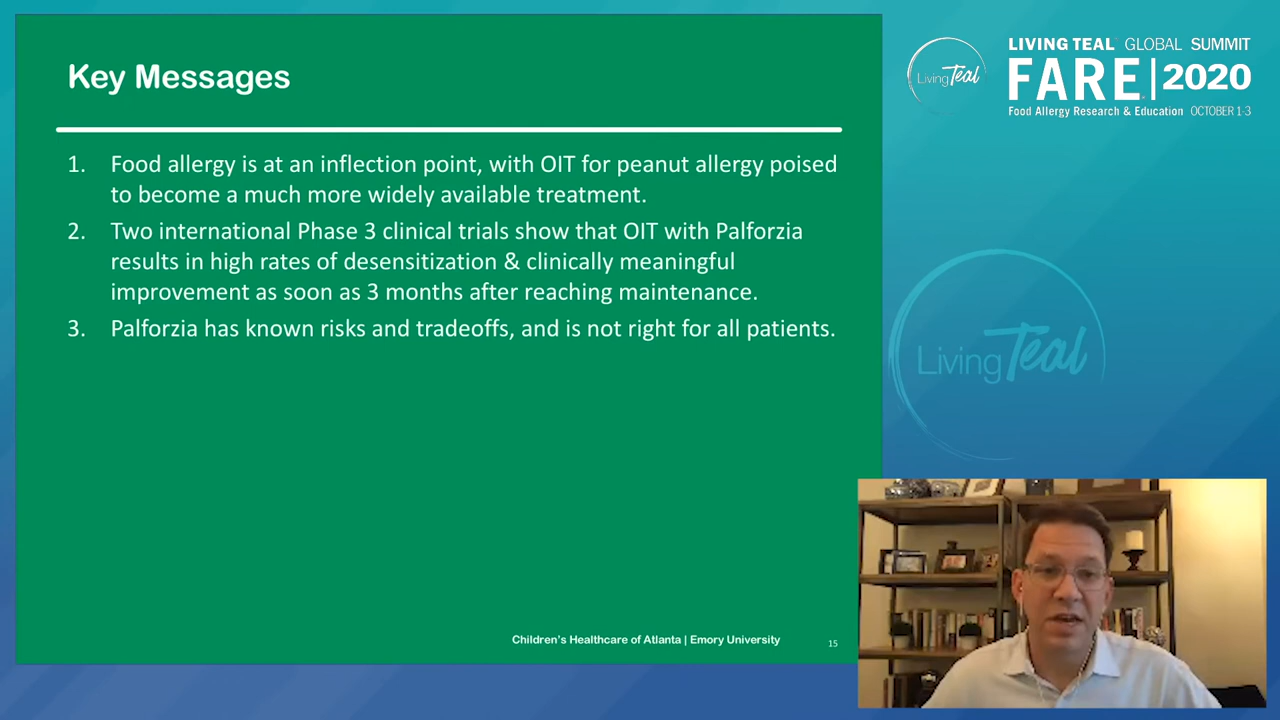 Key Messages
1. Food allergy is at an inflection point, with OIT for peanut allergy poised
to become a much more widely available treatment.
2. Two international Phase 3 clinical trials show that OIT with Palforzia
results in high rates of desensitization & clinically meaningful
improvement as soon as 3 months after reaching maintenance.
3. Palforzia has known risks and tradeoffs, and is not right for all patients.
Children's Healthcare of Atlanta | Emory University
15
Living Teal
LIVING TEAL GLOBAL SUMMIT
FARE | 2020
Food Allergy Research & Education OCTOBER 1-3
Living Teal